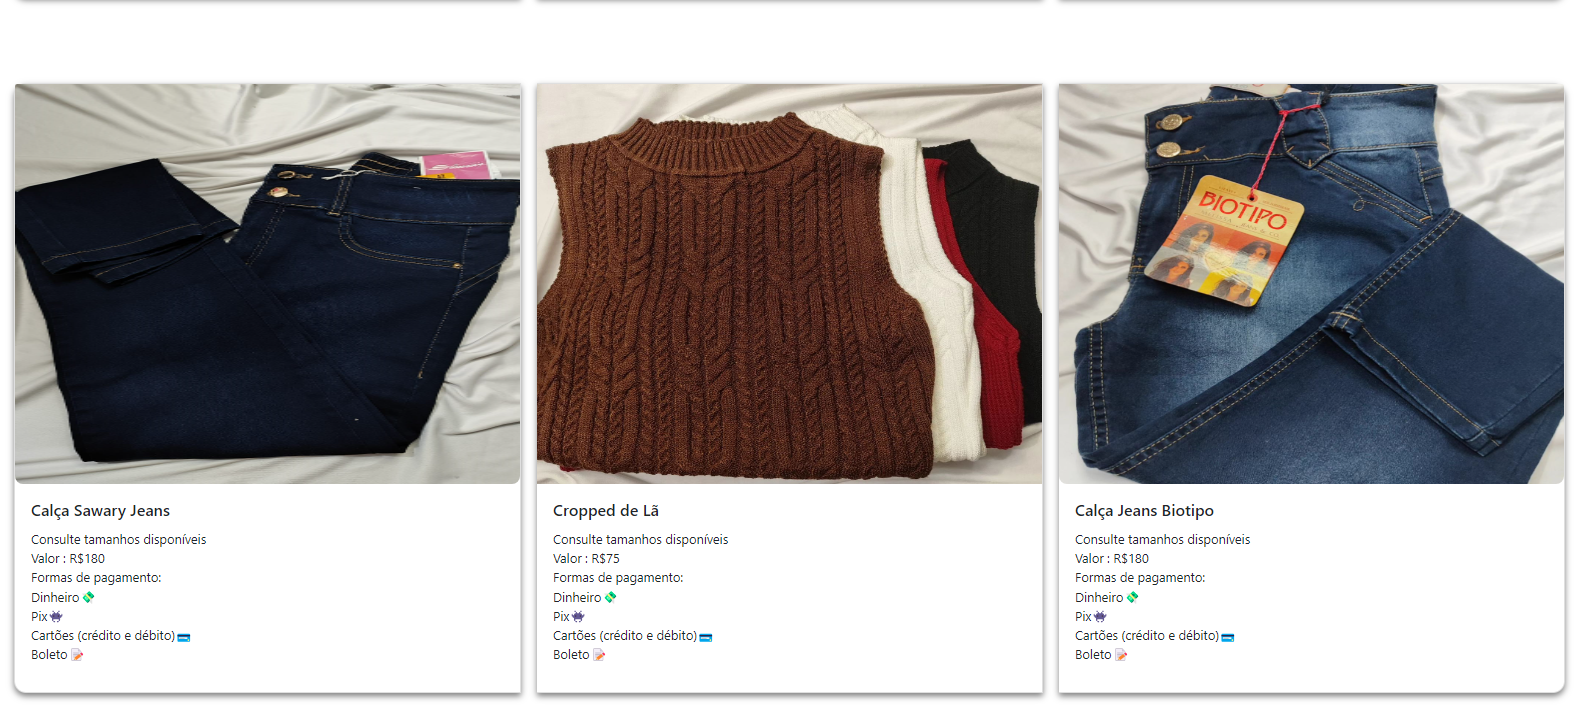 BIOTIPO
Calça Sawary Jeans
Consulte tamanhos disponíveis
Valor : R$180
Formas de pagamento:
Dinheiro 💸
Pix 👾
Cartões (crédito e débito) 💳
Boleto 📝
Cropped de Lã
Consulte tamanhos disponíveis
Valor : R$75
Formas de pagamento:
Dinheiro 💸
Pix 👾
Cartões (crédito e débito) 💳
Boleto 📝
Calça Jeans Biotipo
Consulte tamanhos disponíveis
Valor : R$180
Formas de pagamento:
Dinheiro 💸
Pix 👾
Cartões (crédito e débito) 💳
Boleto 📝